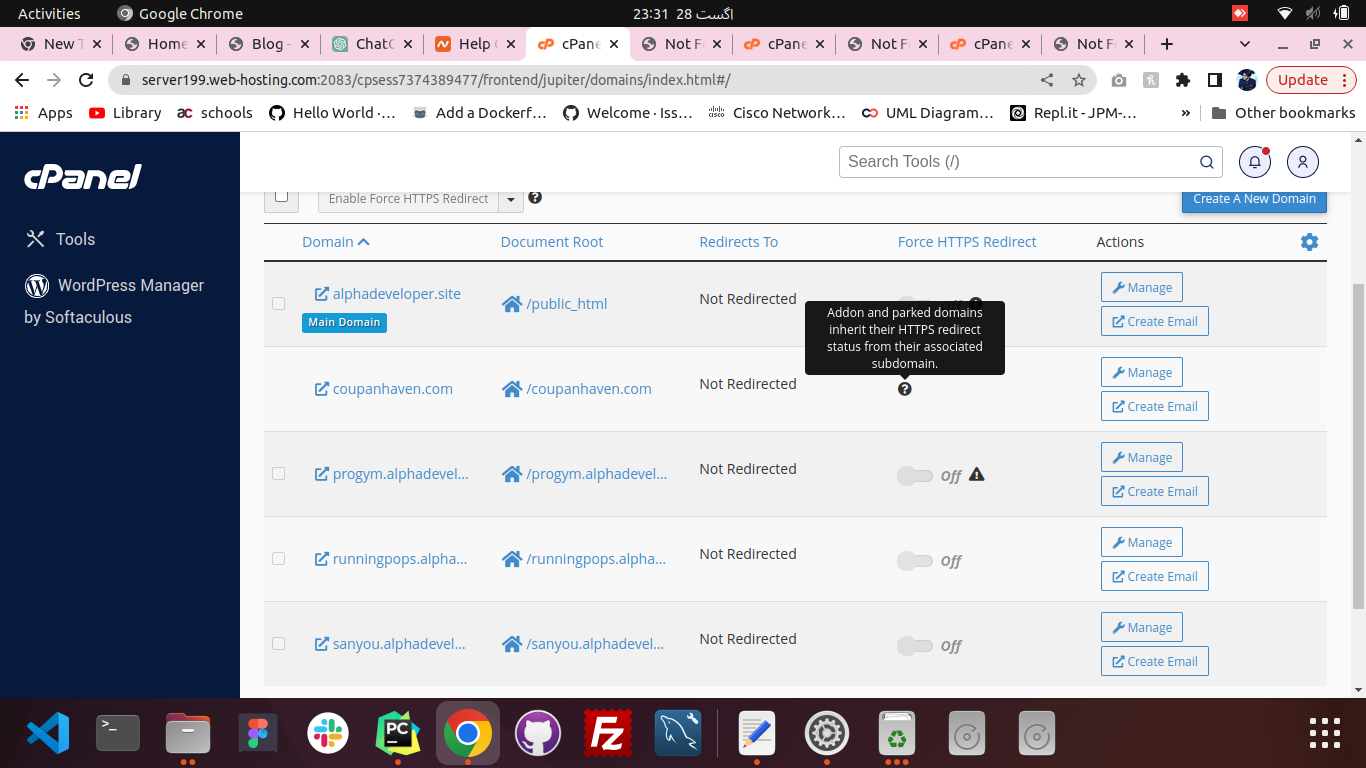 Activities
Google Chrome
23:31 28 اگست
New T
Home
Blog -
ChatG
Help C
cPane
Not Fo
cPane
Not Fo
cPane
Not Fo
server199.web-hosting.com:2083/cpsess7374389477/frontend/jupiter/domains/index.html#/
Update
Apps
Library
schools
Hello World ·…
Add a Dockerf…
Welcome · Iss…
Cisco Network…
UML Diagram…
Repl.it - JPM-…
»
Other bookmarks
cPanel
Search Tools (/)
Tools
WordPress Manager
by Softaculous
Enable Force HTTPS Redirect
Create A New Domain
Domain
Document Root
Redirects To
Force HTTPS Redirect
Actions
alphadeveloper.site
Main Domain
/public_html
Not Redirected
Manage
Create Email
Addon and parked domains
inherit their HTTPS redirect
status from their associated
subdomain.
coupanhaven.com
/coupanhaven.com
Not Redirected
Manage
Create Email
progym.alphadevel...
/progym.alphadevel...
Not Redirected
Off
Manage
Create Email
runningpops.alpha...
/runningpops.alpha...
Not Redirected
Off
Manage
Create Email
sanyou.alphadevel...
/sanyou.alphadevel...
Not Redirected
Off
Manage
Create Email
PC
Fz